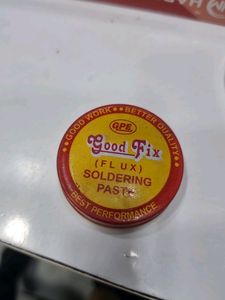 GOOD WORK •• BETTER QUALITY
GPE
Good Fix
(FLUX)
SOLDERING
PASTE
BEST PERFORMANCE